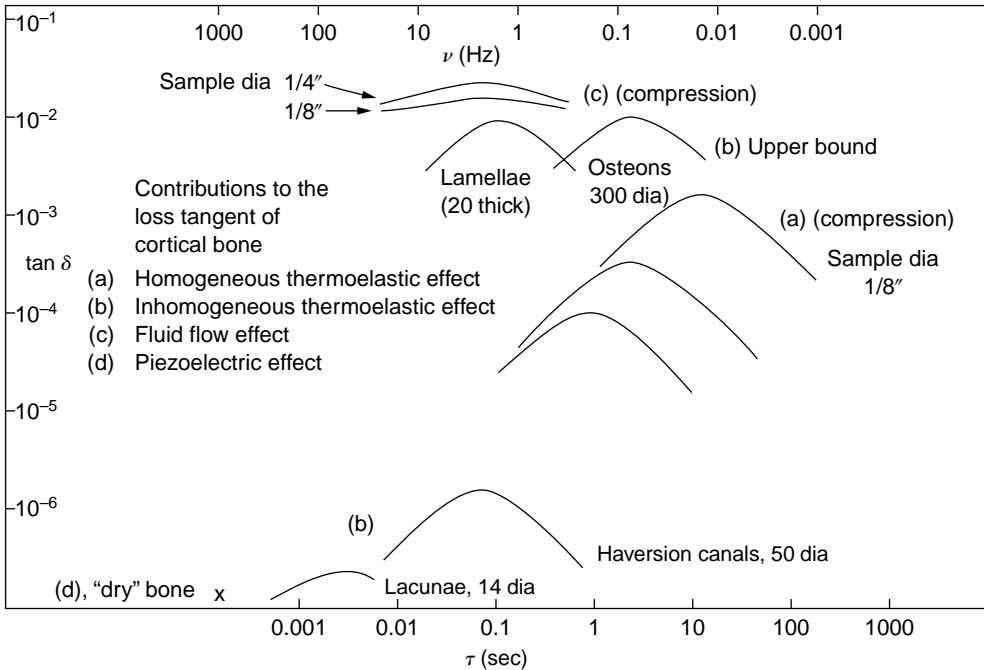 10⁻¹
1000 100 10 1 0.1 0.01 0.001
ν (Hz)
Sample dia 1/4″
1/8″
(c) (compression)
10⁻²
(b) Upper bound
Lamellae
(20 thick)
Osteons
300 dia)
Contributions to the
loss tangent of
cortical bone
10⁻³
(a) (compression)
Sample dia
1/8″
tan δ
(a) Homogeneous thermoelastic effect
(b) Inhomogeneous thermoelastic effect
(c) Fluid flow effect
(d) Piezoelectric effect
10⁻⁴
10⁻⁵
10⁻⁶
(b)
Haversion canals, 50 dia
(d), “dry” bone x
Lacunae, 14 dia
0.001 0.01 0.1 1 10 100 1000
τ (sec)